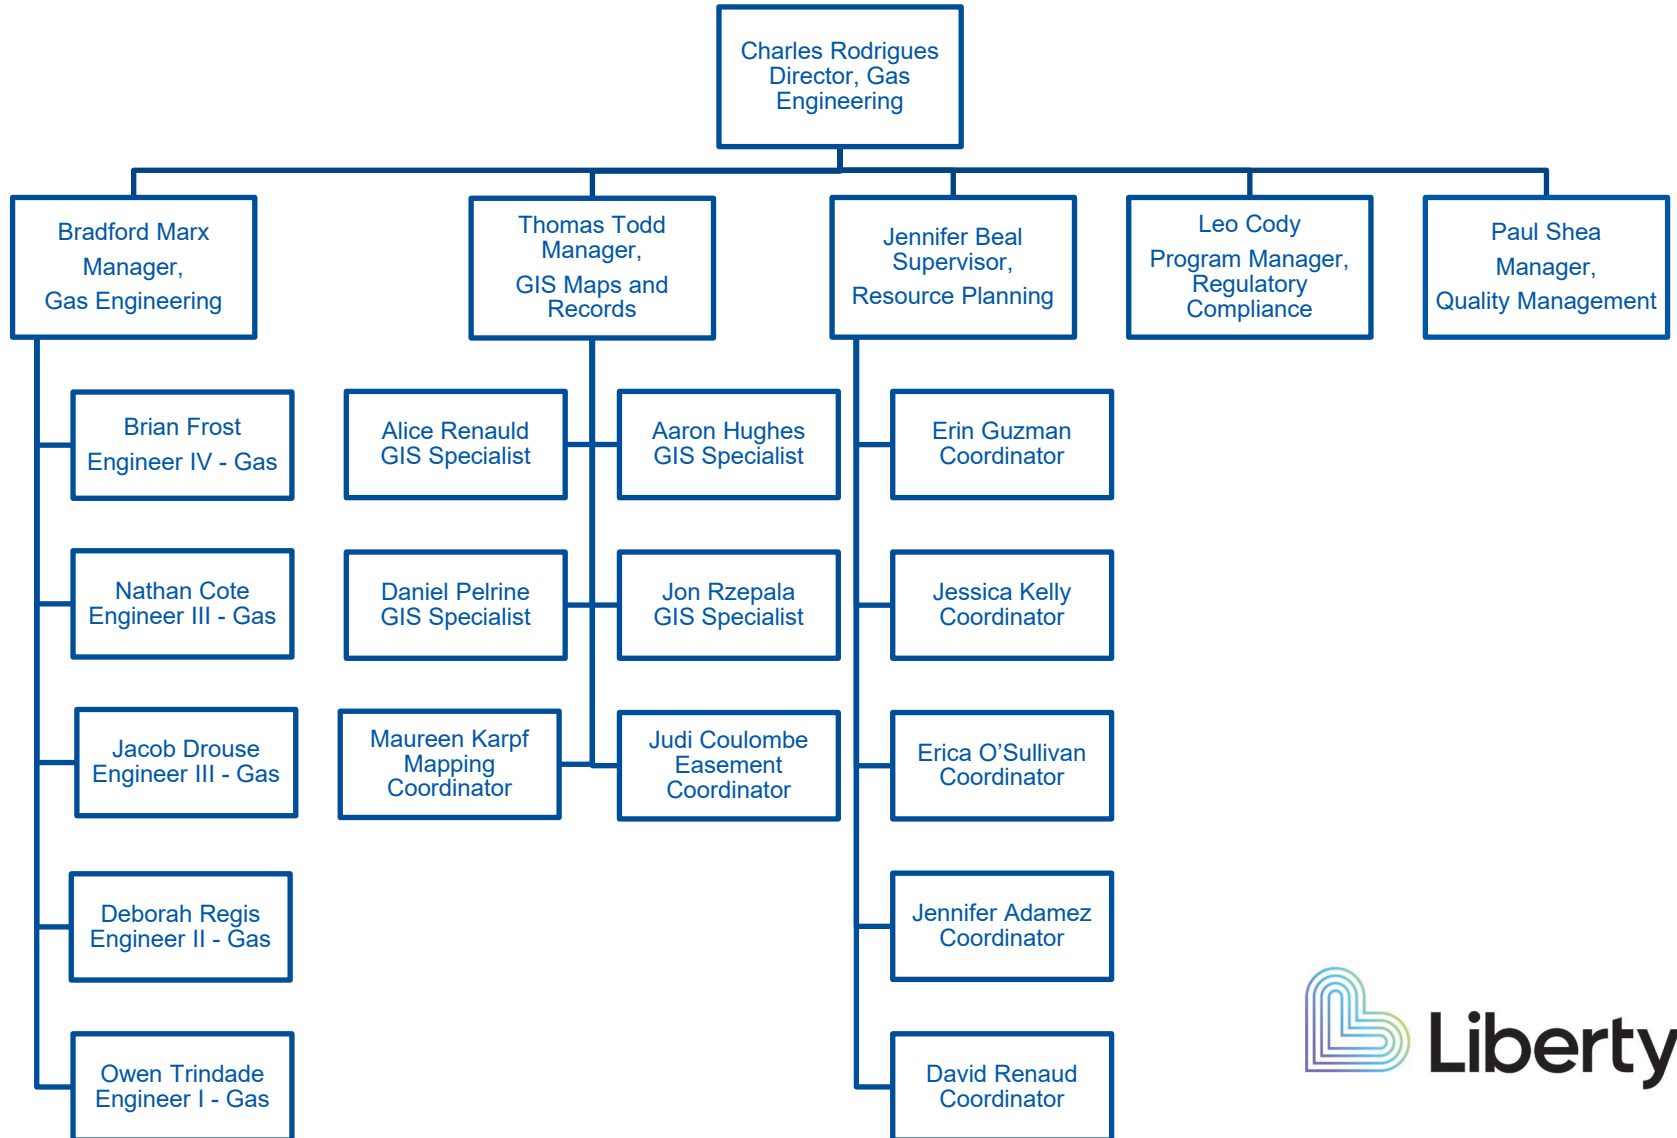 Charles Rodrigues
Director, Gas
Engineering
Bradford Marx
Manager,
Gas Engineering
Thomas Todd
Manager,
GIS Maps and
Records
Jennifer Beal
Supervisor,
Resource Planning
Leo Cody
Program Manager,
Regulatory
Compliance
Paul Shea
Manager,
Quality Management
Brian Frost
Engineer IV - Gas
Alice Renauld
GIS Specialist
Aaron Hughes
GIS Specialist
Erin Guzman
Coordinator
Nathan Cote
Engineer III - Gas
Daniel Pelrine
GIS Specialist
Jon Rzepala
GIS Specialist
Jessica Kelly
Coordinator
Jacob Drouse
Engineer III - Gas
Maureen Karpf
Mapping
Coordinator
Judi Coulombe
Easement
Coordinator
Erica O’Sullivan
Coordinator
Deborah Regis
Engineer II - Gas
Jennifer Adamez
Coordinator
Owen Trindade
Engineer I - Gas
David Renaud
Coordinator
Liberty